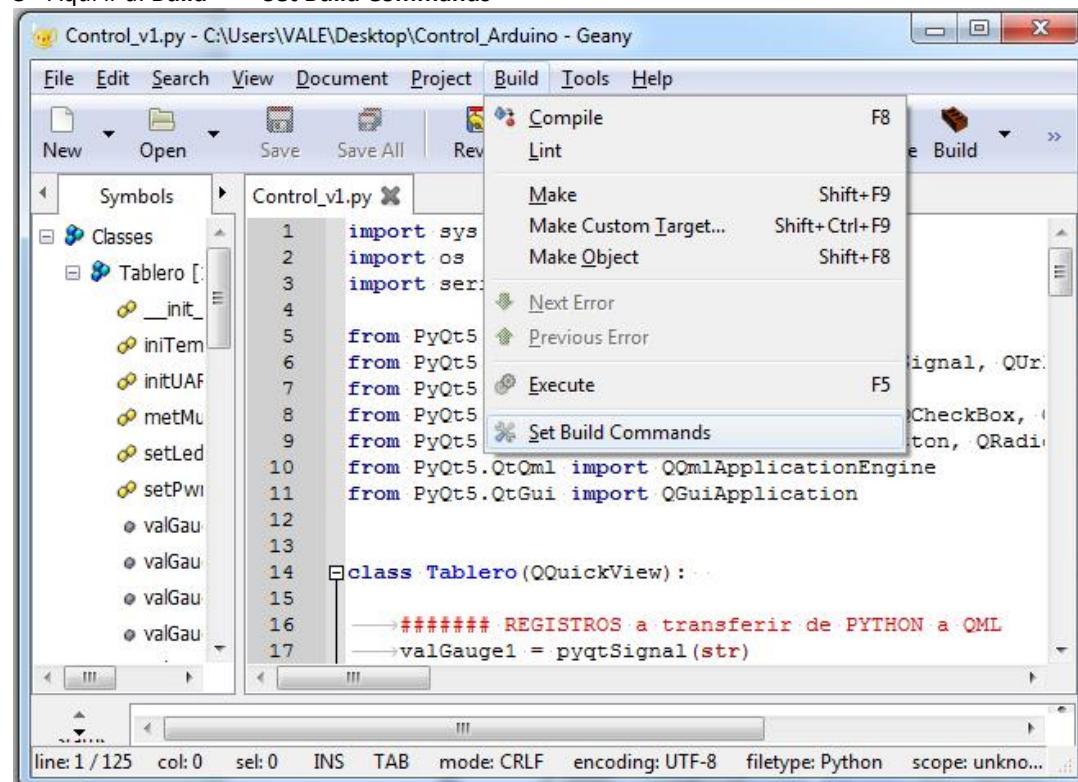 Control_v1.py - C:\Users\VALE\Desktop\Control_Arduino - Geany
File Edit Search View Document Project Build Tools Help
New Open Save Save All Rev e Build
Compile F8
Lint
Make Shift+F9
Make Custom Target... Shift+Ctrl+F9
Make Object Shift+F8
Next Error
Previous Error
Execute F5
Set Build Commands
Symbols
Classes
Tablero [
__init_
iniTem
initUAR
metMu
setLed
setPwr
valGau
valGau
valGau
valGau
Control_v1.py
1 import sys
2 import os
3 import seri
4
5 from PyQt5
6 from PyQt5 ignal, QUr
7 from PyQt5
8 from PyQt5 QCheckBox,
9 from PyQt5 ton, QRadi
10 from PyQt5.QtQml import QQmlApplicationEngine
11 from PyQt5.QtGui import QGuiApplication
12
13
14 class Tablero(QQuickView):
15
16 ####### REGISTROS a transferir de PYTHON a QML
17 valGauge1 = pyqtSignal(str)
line: 1 / 125 col: 0 sel: 0 INS TAB mode: CRLF encoding: UTF-8 filetype: Python scope: unkno...